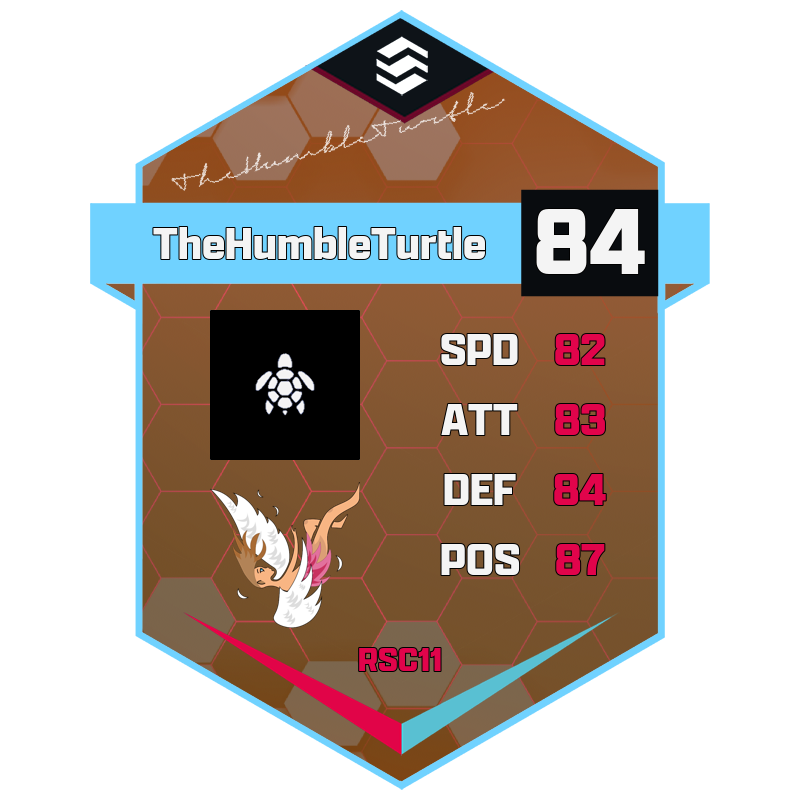 TheHumbleTurtle
TheHumbleTurtle 84
SPD 82
ATT 83
DEF 84
POS 87
RSC11